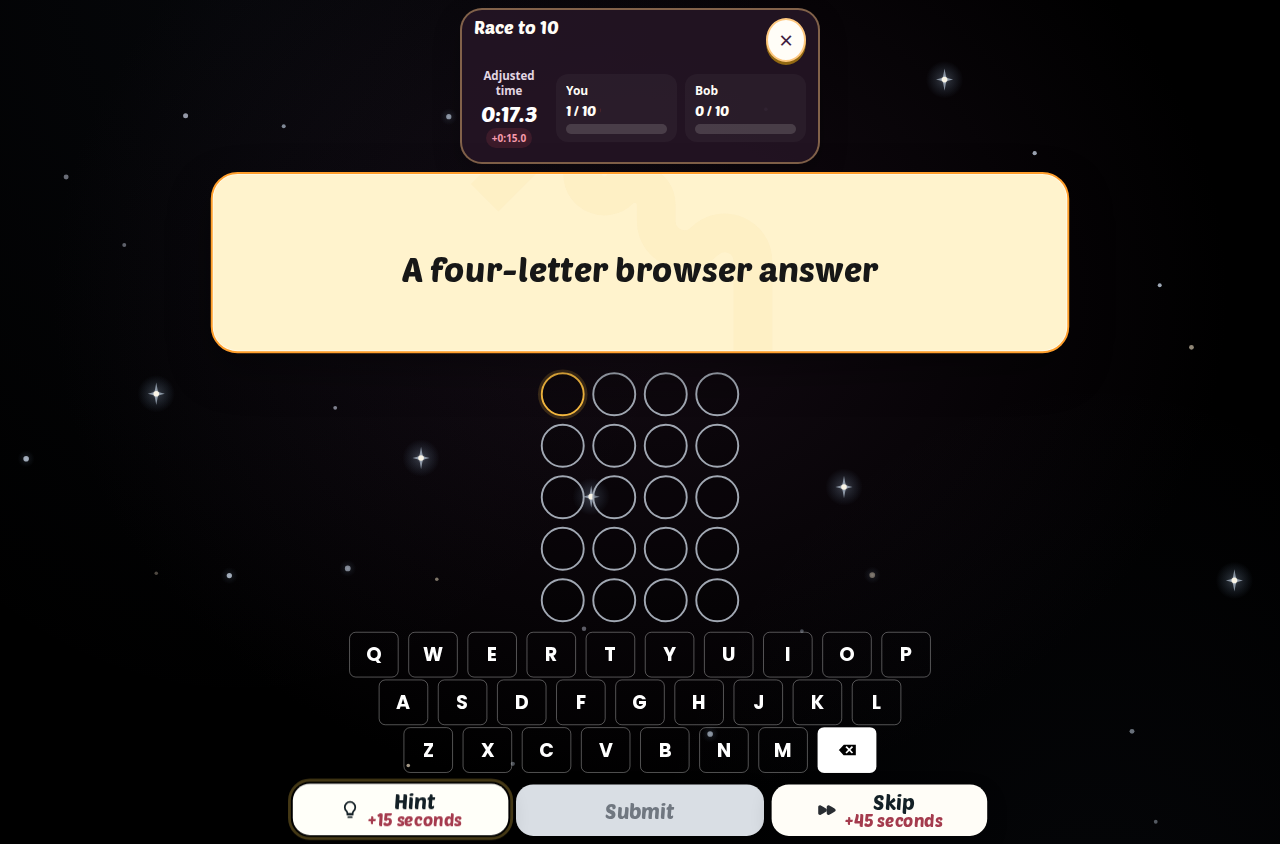 Race to 10
Adjusted
time
0:17.3
+0:15.0
You
1 / 10
Bob
0 / 10
A four-letter browser answer
Q W E R T Y U I O P
A S D F G H J K L
Z X C V B N M
Hint
+15 seconds
Submit
Skip
+45 seconds